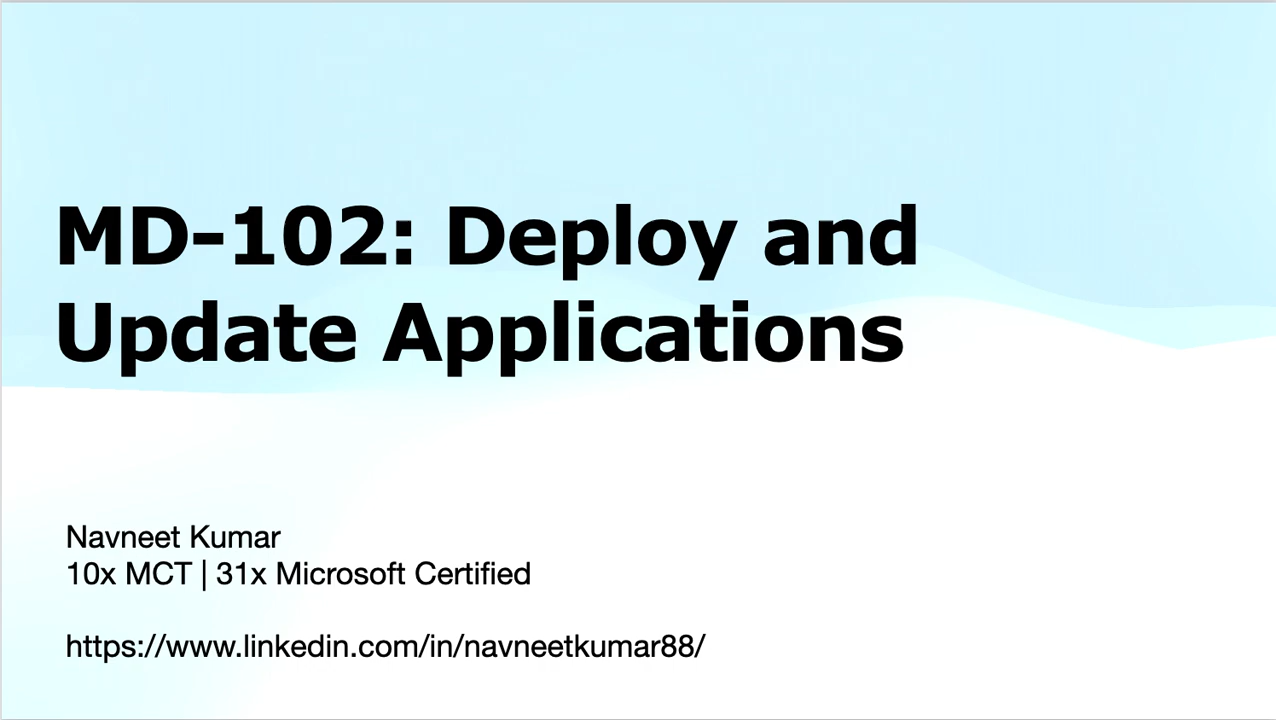 MD-102: Deploy and
Update Applications
Navneet Kumar
10x MCT | 31x Microsoft Certified
https://www.linkedin.com/in/navneetkumar88/